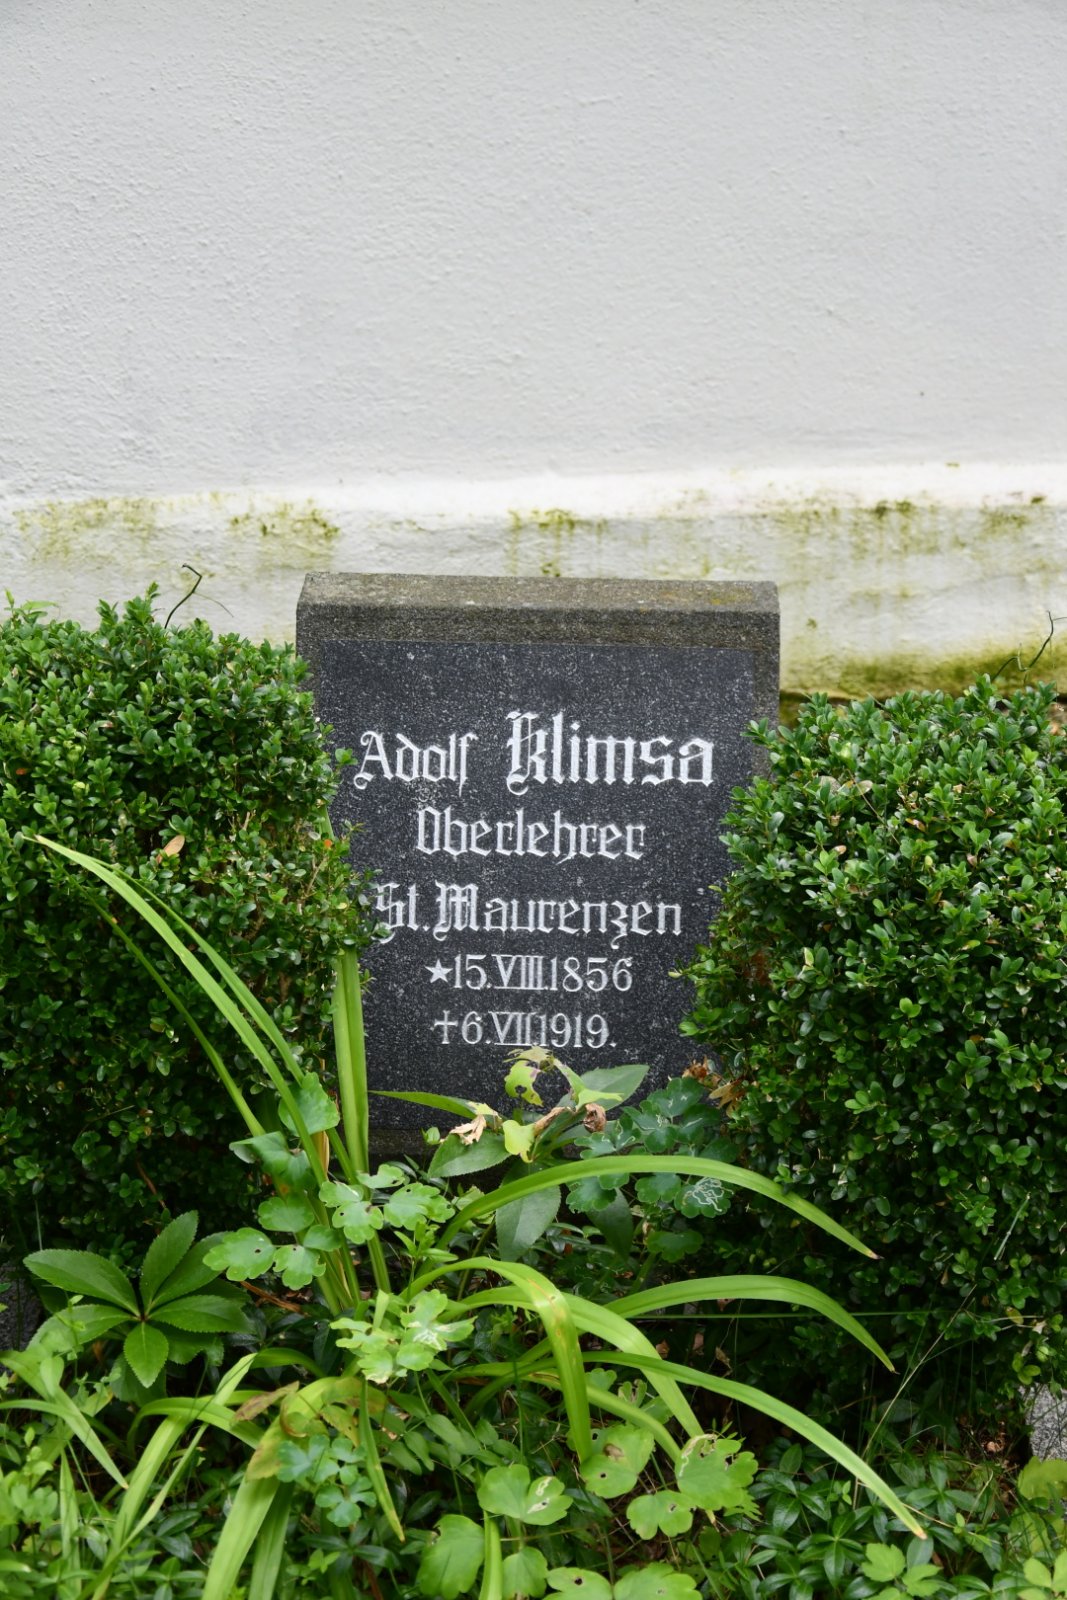 Adolf Klimsa
Oberlehrer
St. Maurenzen
★15.VIII.1856
✝6.VII.1919.